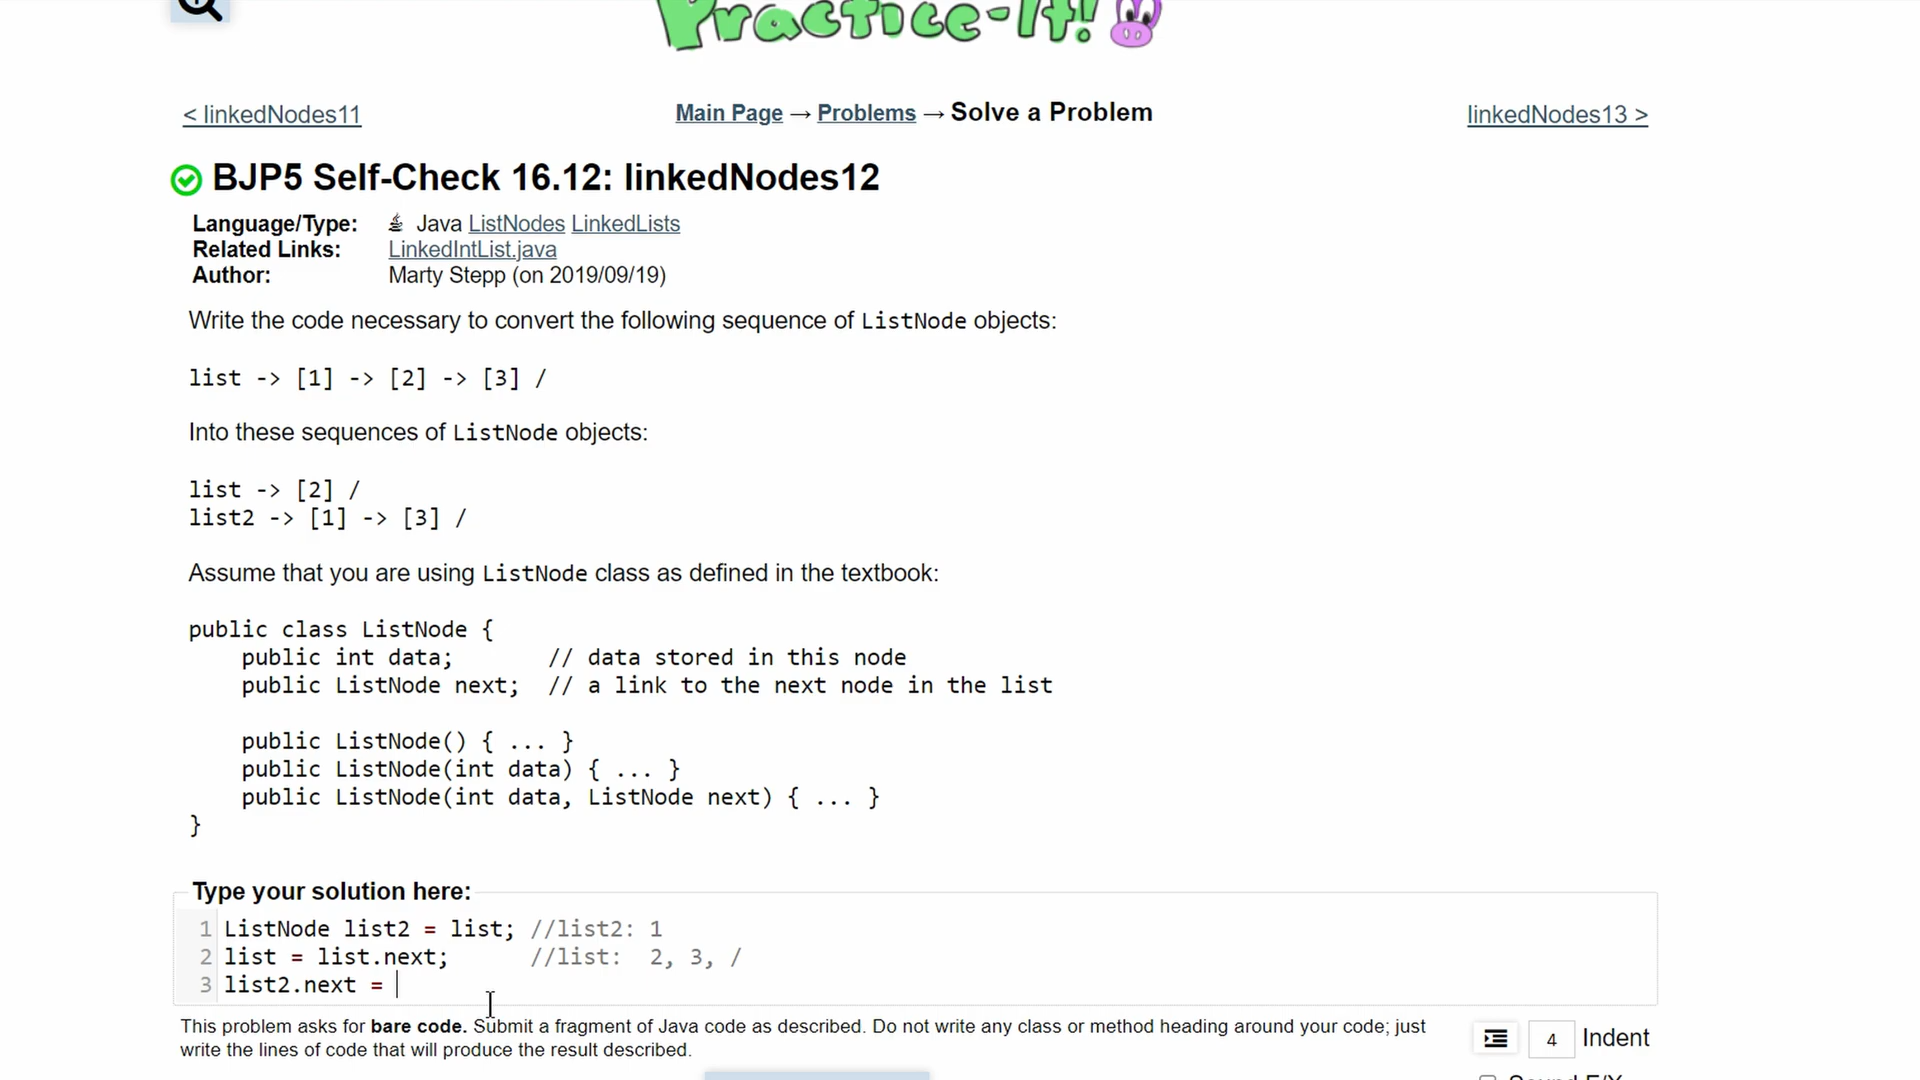 Practice-It!
< linkedNodes11
Main Page → Problems → Solve a Problem
linkedNodes13 >
BJP5 Self-Check 16.12: linkedNodes12
Language/Type: Java ListNodes LinkedLists
Related Links: LinkedIntList.java
Author: Marty Stepp (on 2019/09/19)
Write the code necessary to convert the following sequence of ListNode objects:
list -> [1] -> [2] -> [3] /
Into these sequences of ListNode objects:
list -> [2] /
list2 -> [1] -> [3] /
Assume that you are using ListNode class as defined in the textbook:
public class ListNode {
    public int data;       // data stored in this node
    public ListNode next;  // a link to the next node in the list
    public ListNode() { ... }
    public ListNode(int data) { ... }
    public ListNode(int data, ListNode next) { ... }
}
Type your solution here:
1 ListNode list2 = list; //list2: 1
2 list = list.next;      //list:  2, 3, /
3 list2.next =
This problem asks for bare code. Submit a fragment of Java code as described. Do not write any class or method heading around your code; just
write the lines of code that will produce the result described.
4 Indent
Sound F/X